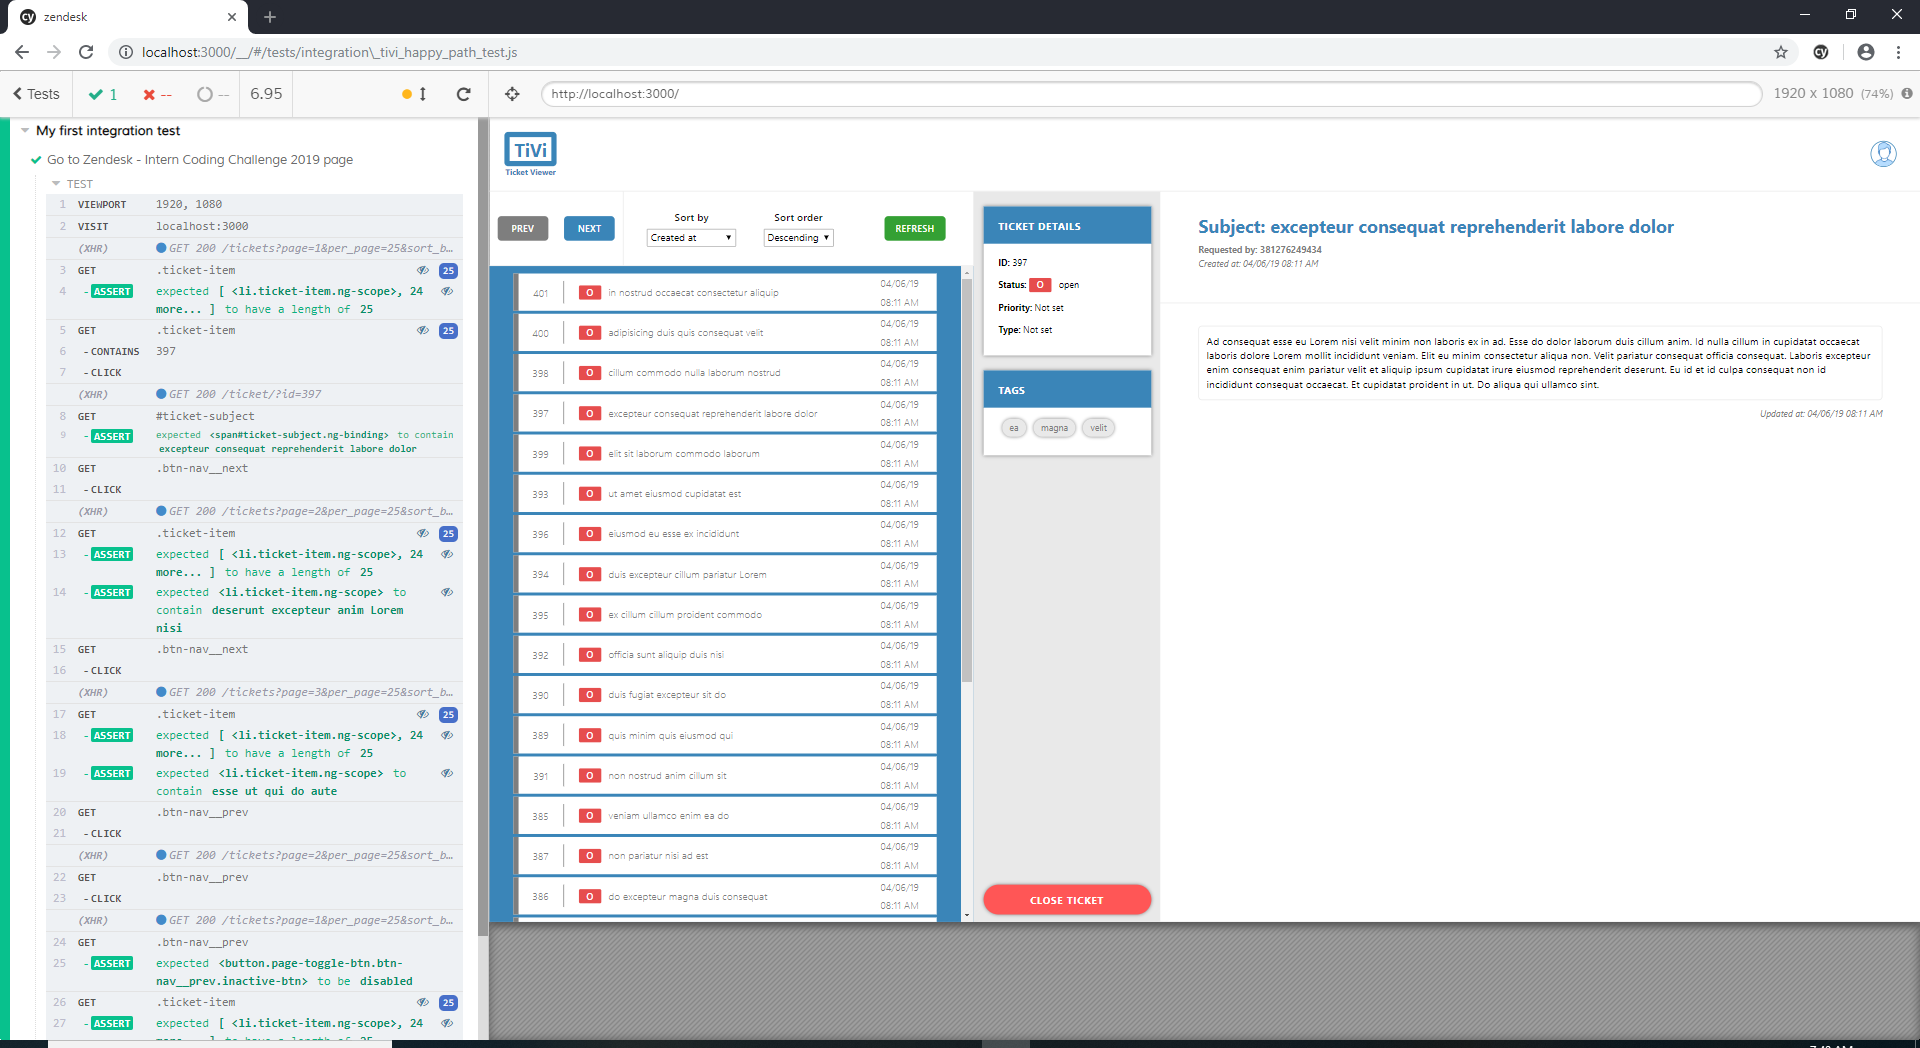 zendesk
localhost:3000/__/#/tests/integration\_tivi_happy_path_test.js
Tests
1
--
--
6.95
http://localhost:3000/
1920 x 1080 (74%)
My first integration test
Go to Zendesk - Intern Coding Challenge 2019 page
TEST
1 VIEWPORT 1920, 1080
2 VISIT localhost:3000
(XHR) GET 200 /tickets?page=1&per_page=25&sort_b…
3 GET .ticket-item 25
4 -ASSERT expected [ <li.ticket-item.ng-scope>, 24
more... ] to have a length of 25
5 GET .ticket-item 25
6 -CONTAINS 397
7 -CLICK
(XHR) GET 200 /ticket/?id=397
8 GET #ticket-subject
9 -ASSERT expected <span#ticket-subject.ng-binding> to contain
excepteur consequat reprehenderit labore dolor
10 GET .btn-nav__next
11 -CLICK
(XHR) GET 200 /tickets?page=2&per_page=25&sort_b…
12 GET .ticket-item 25
13 -ASSERT expected [ <li.ticket-item.ng-scope>, 24
more... ] to have a length of 25
14 -ASSERT expected <li.ticket-item.ng-scope> to
contain deserunt excepteur anim Lorem
nisi
15 GET .btn-nav__next
16 -CLICK
(XHR) GET 200 /tickets?page=3&per_page=25&sort_b…
17 GET .ticket-item 25
18 -ASSERT expected [ <li.ticket-item.ng-scope>, 24
more... ] to have a length of 25
19 -ASSERT expected <li.ticket-item.ng-scope> to
contain esse ut qui do aute
20 GET .btn-nav__prev
21 -CLICK
(XHR) GET 200 /tickets?page=2&per_page=25&sort_b…
22 GET .btn-nav__prev
23 -CLICK
(XHR) GET 200 /tickets?page=1&per_page=25&sort_b…
24 GET .btn-nav__prev
25 -ASSERT expected <button.page-toggle-btn.btn-
nav__prev.inactive-btn> to be disabled
26 GET .ticket-item 25
27 -ASSERT expected [ <li.ticket-item.ng-scope>, 24
more... ] to have a length of 25
TiVi
Ticket Viewer
PREV
NEXT
Sort by
Created at
Sort order
Descending
REFRESH
401 O in nostrud occaecat consectetur aliquip 04/06/19
08:11 AM
400 O adipisicing duis quis consequat velit 04/06/19
08:11 AM
398 O cillum commodo nulla laborum nostrud 04/06/19
08:11 AM
397 O excepteur consequat reprehenderit labore dolor 04/06/19
08:11 AM
399 O elit sit laborum commodo laborum 04/06/19
08:11 AM
393 O ut amet eiusmod cupidatat est 04/06/19
08:11 AM
396 O eiusmod eu esse ex incididunt 04/06/19
08:11 AM
394 O duis excepteur cillum pariatur Lorem 04/06/19
08:11 AM
395 O ex cillum cillum proident commodo 04/06/19
08:11 AM
392 O officia sunt aliquip duis nisi 04/06/19
08:11 AM
390 O duis fugiat excepteur sit do 04/06/19
08:11 AM
389 O quis minim quis eiusmod qui 04/06/19
08:11 AM
391 O non nostrud anim cillum sit 04/06/19
08:11 AM
385 O veniam ullamco enim ea do 04/06/19
08:11 AM
387 O non pariatur nisi ad est 04/06/19
08:11 AM
386 O do excepteur magna duis consequat 04/06/19
08:11 AM
TICKET DETAILS
ID: 397
Status: O open
Priority: Not set
Type: Not set
TAGS
ea magna velit
CLOSE TICKET
Subject: excepteur consequat reprehenderit labore dolor
Requested by: 381276249434
Created at: 04/06/19 08:11 AM
Ad consequat esse eu Lorem nisi velit minim non laboris ex in ad. Esse do dolor laborum duis cillum anim. Id nulla cillum in cupidatat occaecat
laboris dolore Lorem mollit incididunt veniam. Elit eu minim consectetur aliqua non. Velit pariatur consequat officia consequat. Laboris excepteur
enim consequat enim pariatur velit et aliquip ipsum cupidatat irure eiusmod reprehenderit deserunt. Eu id et id culpa consequat non id
incididunt consequat occaecat. Et cupidatat proident in ut. Do aliqua qui ullamco sint.
Updated at: 04/06/19 08:11 AM